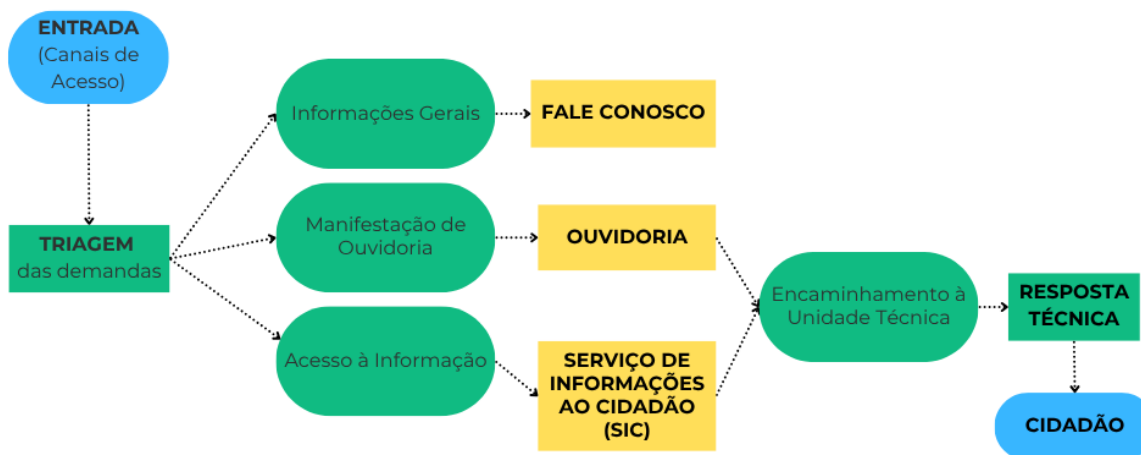 ENTRADA
(Canais de
Acesso)
TRIAGEM
das demandas
Informações Gerais
FALE CONOSCO
Manifestação de
Ouvidoria
OUVIDORIA
Acesso à Informação
SERVIÇO DE
INFORMAÇÕES
AO CIDADÃO
(SIC)
Encaminhamento à
Unidade Técnica
RESPOSTA
TÉCNICA
CIDADÃO